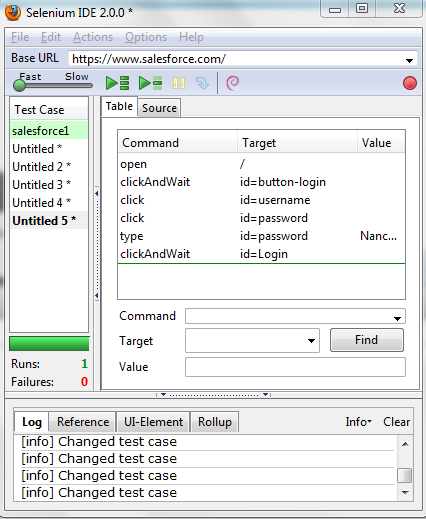 Selenium IDE 2.0.0 *
File Edit Actions Options Help
Base URL https://www.salesforce.com/
Fast Slow
Test Case
salesforce1
Untitled *
Untitled 2 *
Untitled 3 *
Untitled 4 *
Untitled 5 *
Runs: 1
Failures: 0
Table Source
Command Target Value
open /
clickAndWait id=button-login
click id=username
click id=password
type id=password Nanc...
clickAndWait id=Login
Command
Target Find
Value
Log Reference UI-Element Rollup Info Clear
[info] Changed test case
[info] Changed test case
[info] Changed test case
[info] Changed test case